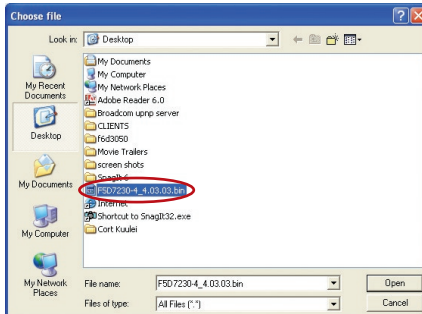 Choose file
Look in: Desktop
My Recent Documents
Desktop
My Documents
My Computer
My Network Places
My Documents
My Computer
My Network Places
Adobe Reader 6.0
Broadcom upnp server
CLIENTS
f6d3050
Movie Trailers
screen shots
SnagIt 6
F5D7230-4_4.03.03.bin
Internet
Shortcut to SnagIt32.exe
Cort Kuulei
File name: F5D7230-4_4.03.03.bin
Open
Files of type: All Files (*.*)
Cancel